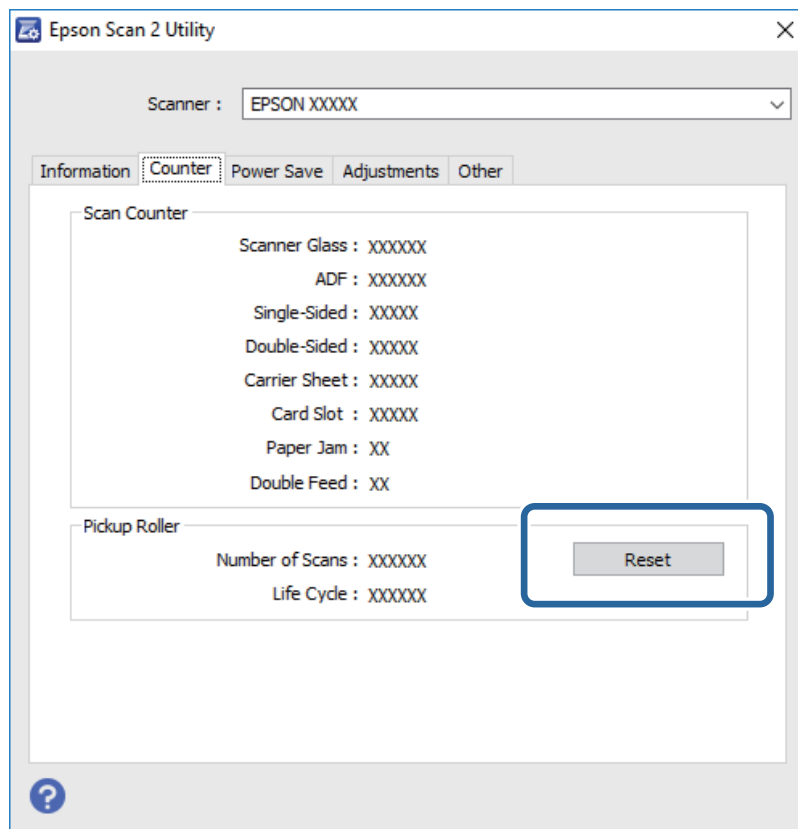 Epson Scan 2 Utility
Scanner : EPSON XXXXX
Information Counter Power Save Adjustments Other
Scan Counter
Scanner Glass : XXXXXX
ADF : XXXXXX
Single-Sided : XXXXX
Double-Sided : XXXXX
Carrier Sheet : XXXXX
Card Slot : XXXXX
Paper Jam : XX
Double Feed : XX
Pickup Roller
Number of Scans : XXXXXX Reset
Life Cycle : XXXXXX
?